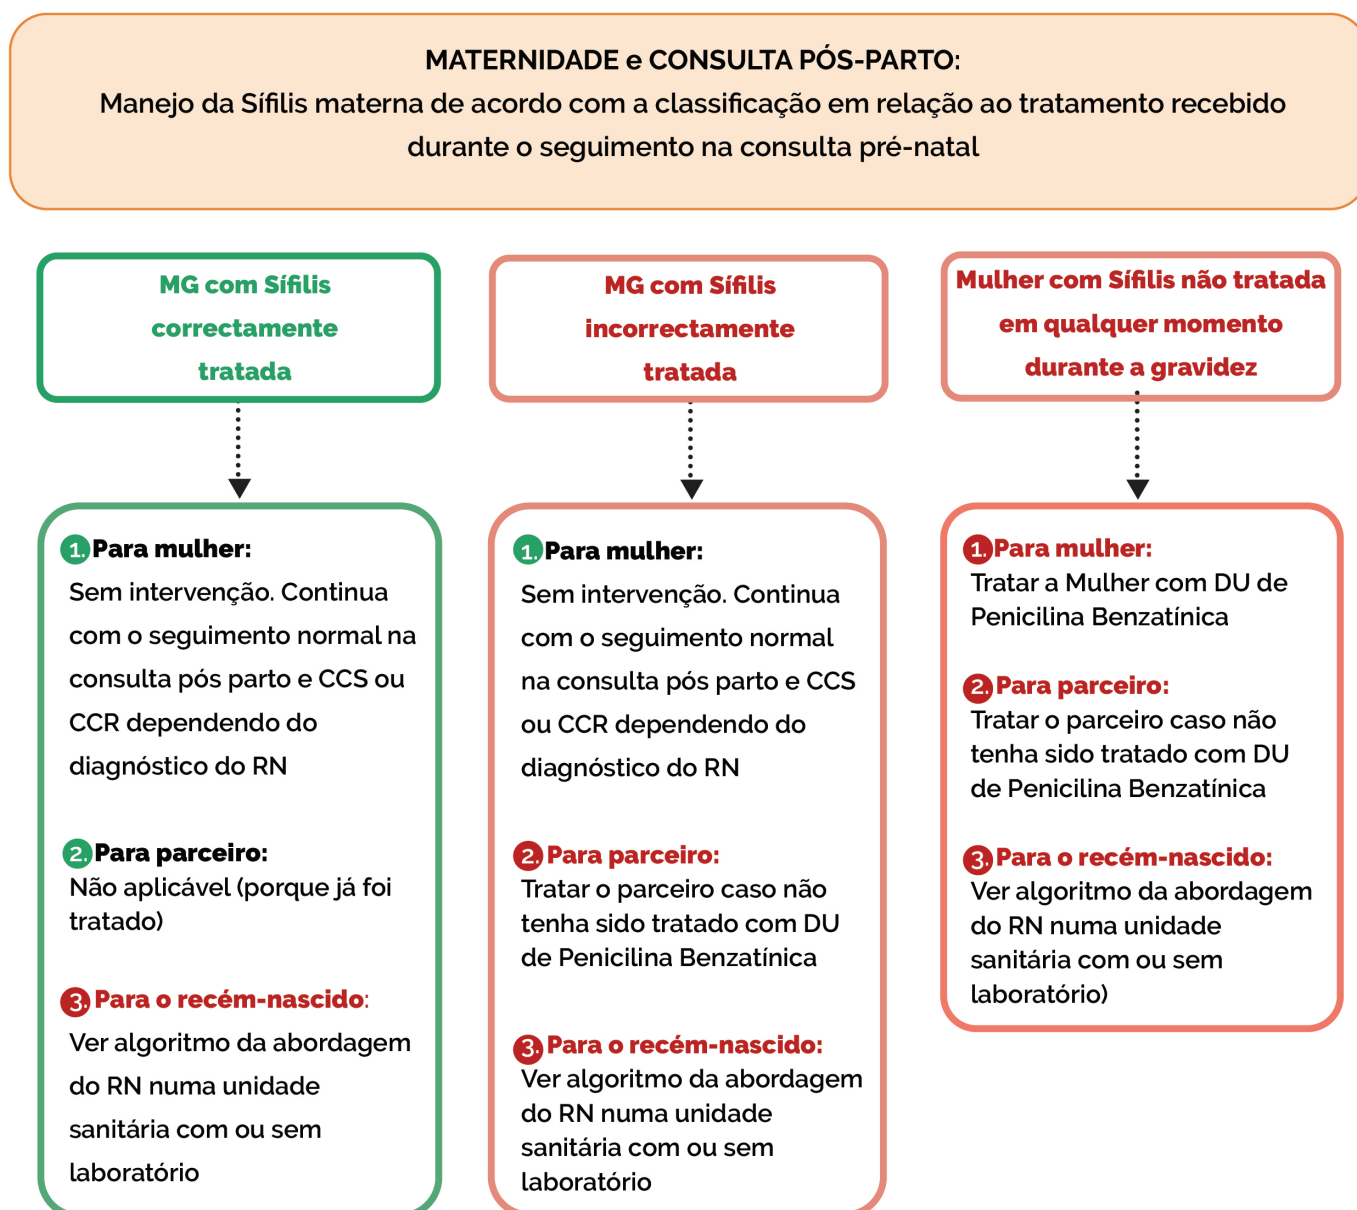 MATERNIDADE e CONSULTA PÓS-PARTO:
Manejo da Sífilis materna de acordo com a classificação em relação ao tratamento recebido
durante o seguimento na consulta pré-natal
MG com Sífilis
correctamente
tratada
1. Para mulher:
Sem intervenção. Continua
com o seguimento normal na
consulta pós parto e CCS ou
CCR dependendo do
diagnóstico do RN
2. Para parceiro:
Não aplicável (porque já foi
tratado)
3. Para o recém-nascido:
Ver algoritmo da abordagem
do RN numa unidade
sanitária com ou sem
laboratório
MG com Sífilis
incorrectamente
tratada
1. Para mulher:
Sem intervenção. Continua
com o seguimento normal
na consulta pós parto e CCS
ou CCR dependendo do
diagnóstico do RN
2. Para parceiro:
Tratar o parceiro caso não
tenha sido tratado com DU
de Penicilina Benzatínica
3. Para o recém-nascido:
Ver algoritmo da abordagem
do RN numa unidade
sanitária com ou sem
laboratório
Mulher com Sífilis não tratada
em qualquer momento
durante a gravidez
1. Para mulher:
Tratar a Mulher com DU de
Penicilina Benzatínica
2. Para parceiro:
Tratar o parceiro caso não
tenha sido tratado com DU
de Penicilina Benzatínica
3. Para o recém-nascido:
Ver algoritmo da abordagem
do RN numa unidade
sanitária com ou sem
laboratório)